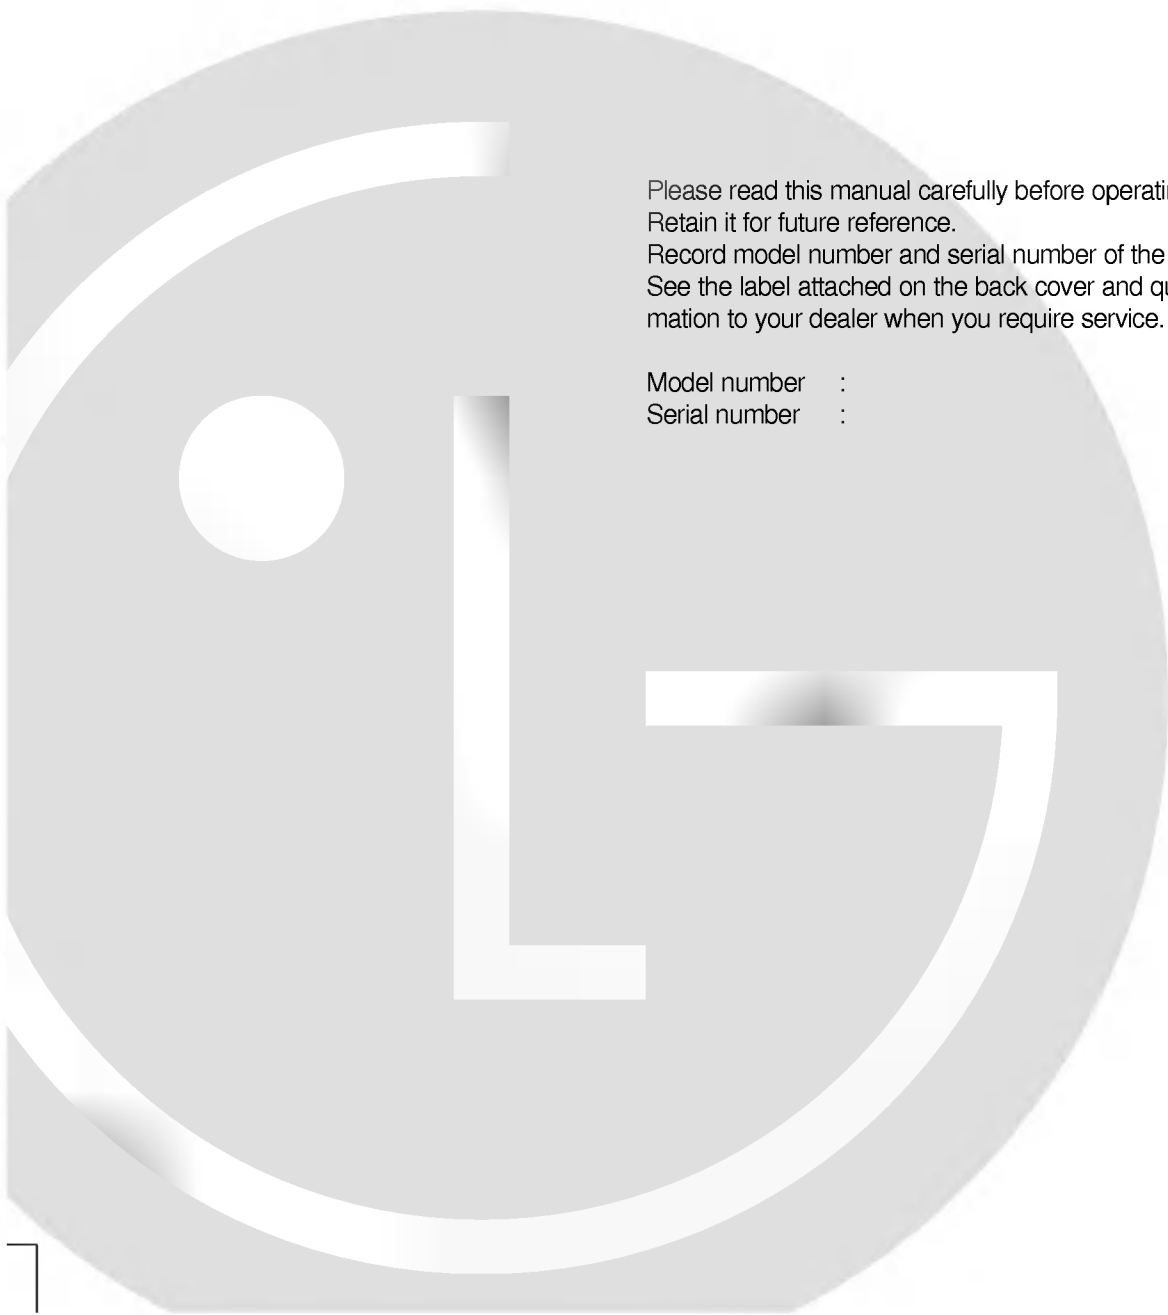 Please read this manual carefully before operatin
Retain it for future reference.
Record model number and serial number of the
See the label attached on the back cover and qu
mation to your dealer when you require service.
Model number :
Serial number :